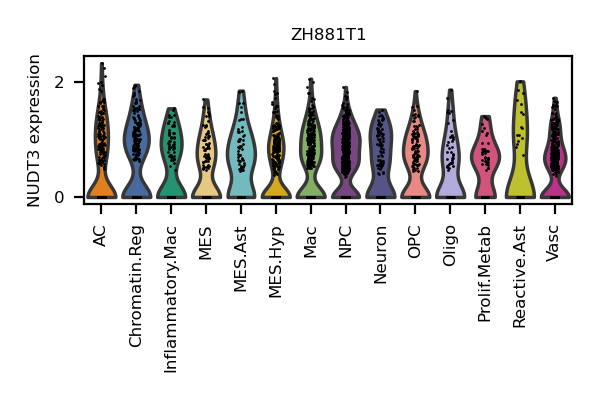 ZH881T1
NUDT3 expression
2
0
AC
Chromatin.Reg
Inflammatory.Mac
MES
MES.Ast
MES.Hyp
Mac
NPC
Neuron
OPC
Oligo
Prolif.Metab
Reactive.Ast
Vasc